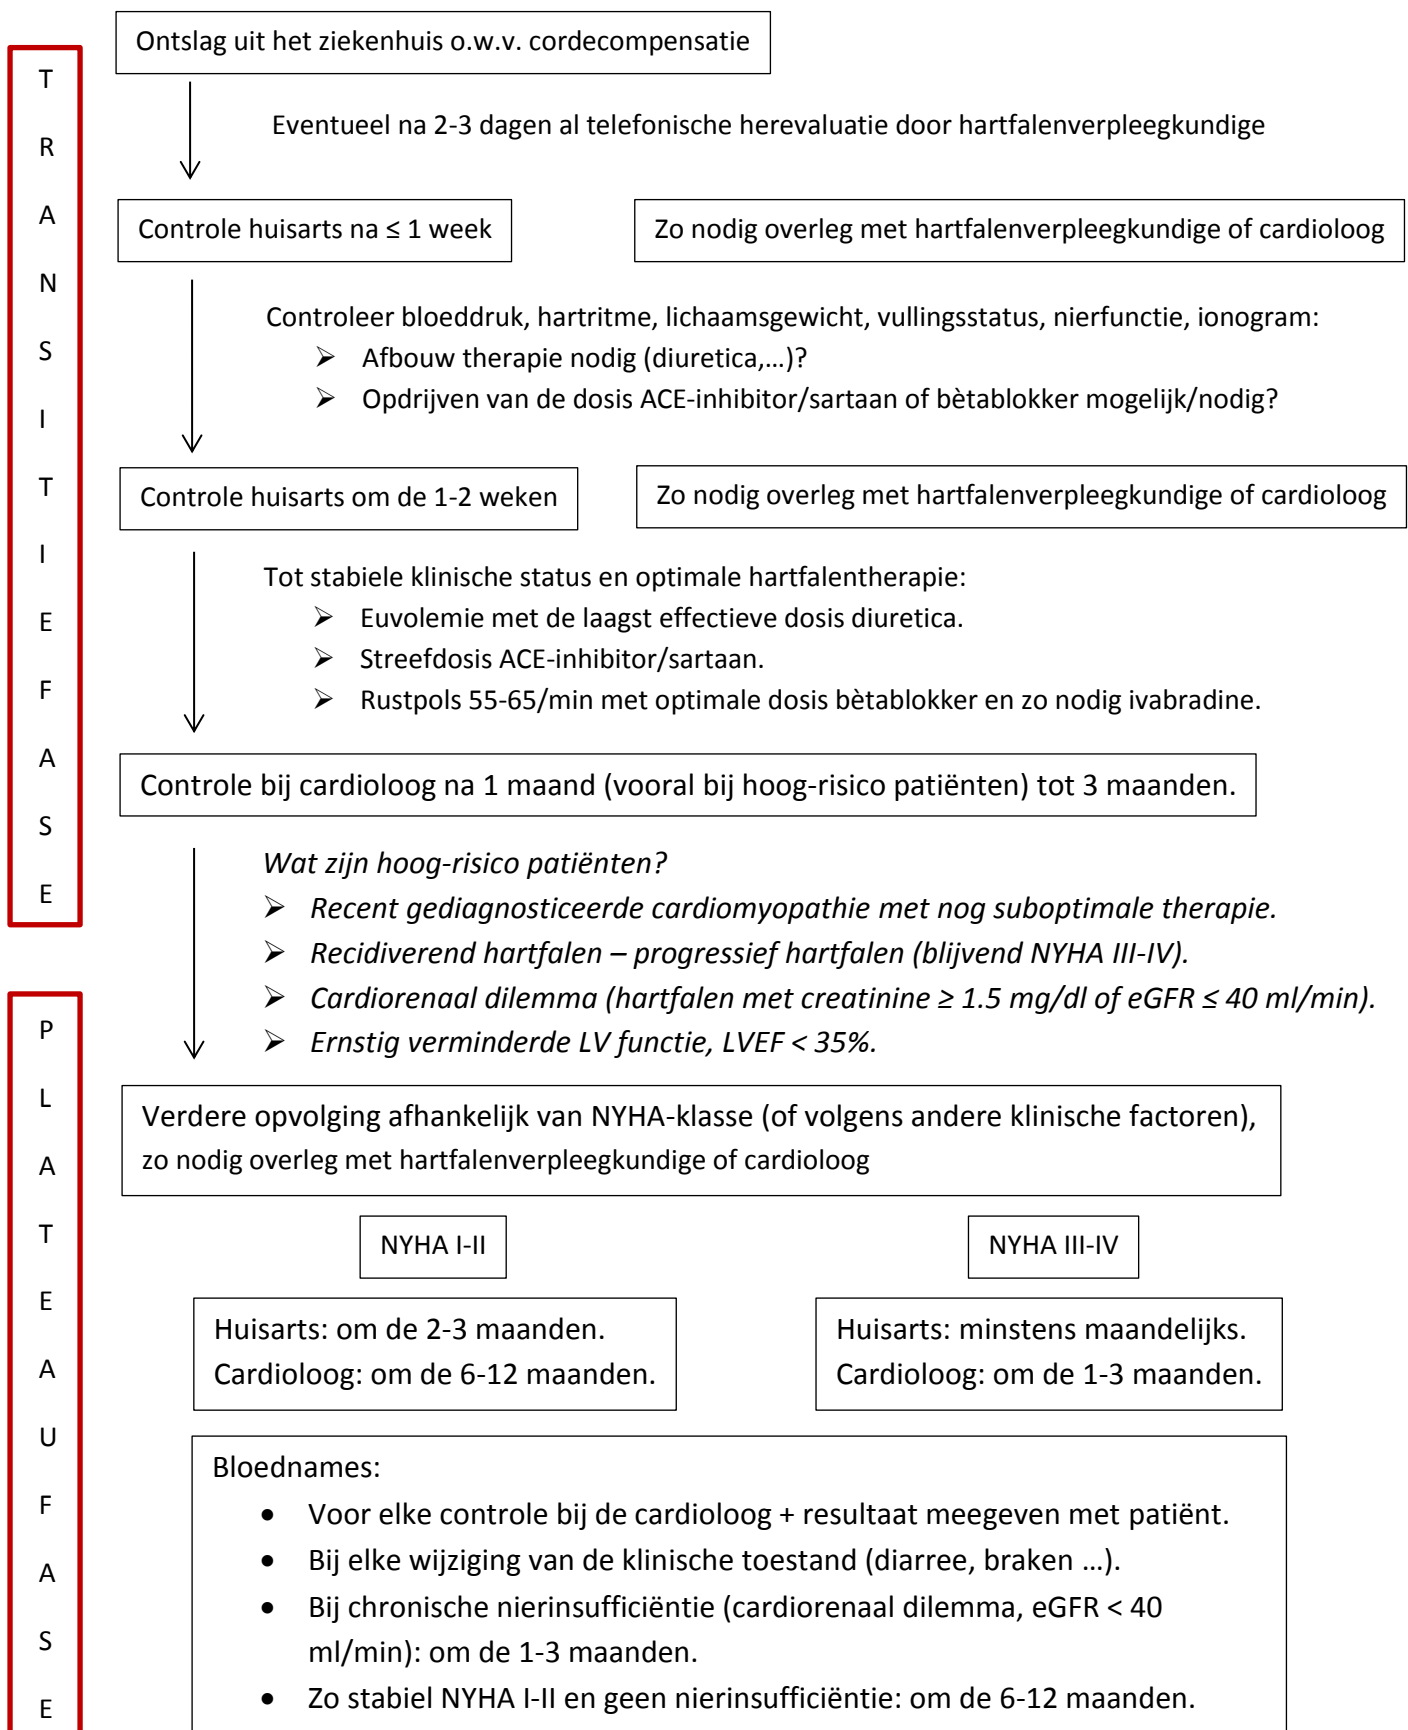 Ontslag uit het ziekenhuis o.w.v. cordecompensatie
TRANSITIEFASE
Eventueel na 2-3 dagen al telefonische herevaluatie door hartfalenverpleegkundige
Controle huisarts na ≤ 1 week
Zo nodig overleg met hartfalenverpleegkundige of cardioloog
Controleer bloeddruk, hartritme, lichaamsgewicht, vullingsstatus, nierfunctie, ionogram:
➢ Afbouw therapie nodig (diuretica,…)?
➢ Opdrijven van de dosis ACE-inhibitor/sartaan of bètablokker mogelijk/nodig?
Controle huisarts om de 1-2 weken
Zo nodig overleg met hartfalenverpleegkundige of cardioloog
Tot stabiele klinische status en optimale hartfalentherapie:
➢ Euvolemie met de laagst effectieve dosis diuretica.
➢ Streefdosis ACE-inhibitor/sartaan.
➢ Rustpols 55-65/min met optimale dosis bètablokker en zo nodig ivabradine.
Controle bij cardioloog na 1 maand (vooral bij hoog-risico patiënten) tot 3 maanden.
Wat zijn hoog-risico patiënten?
➢ Recent gediagnosticeerde cardiomyopathie met nog suboptimale therapie.
➢ Recidiverend hartfalen – progressief hartfalen (blijvend NYHA III-IV).
➢ Cardiorenaal dilemma (hartfalen met creatinine ≥ 1.5 mg/dl of eGFR ≤ 40 ml/min).
➢ Ernstig verminderde LV functie, LVEF < 35%.
PLATEAUFASE
Verdere opvolging afhankelijk van NYHA-klasse (of volgens andere klinische factoren),
zo nodig overleg met hartfalenverpleegkundige of cardioloog
NYHA I-II
NYHA III-IV
Huisarts: om de 2-3 maanden.
Cardioloog: om de 6-12 maanden.
Huisarts: minstens maandelijks.
Cardioloog: om de 1-3 maanden.
Bloednames:
• Voor elke controle bij de cardioloog + resultaat meegeven met patiënt.
• Bij elke wijziging van de klinische toestand (diarree, braken …).
• Bij chronische nierinsufficiëntie (cardiorenaal dilemma, eGFR < 40
ml/min): om de 1-3 maanden.
• Zo stabiel NYHA I-II en geen nierinsufficiëntie: om de 6-12 maanden.